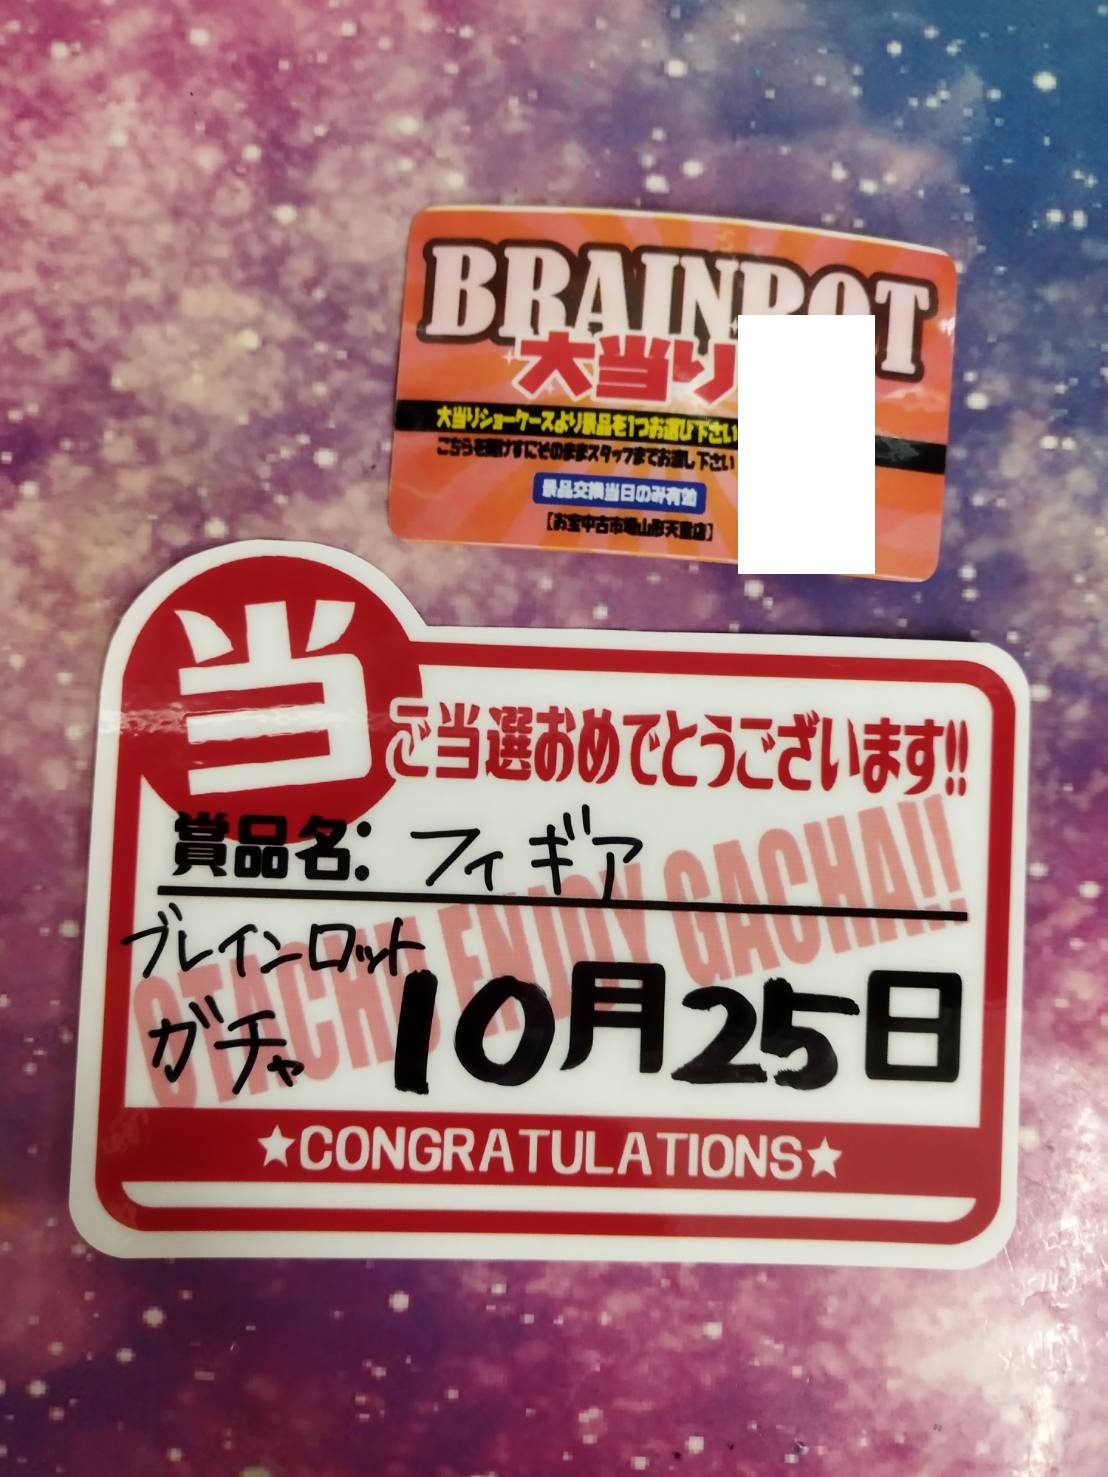 BRAINROT
大当り
大当りショーケースより景品を1つお選び下さい
こちらを開けずにそのままスタッフまでお渡し下さい
景品交換当日のみ有効
【お宝中古市場山形天童店】
当
ご当選おめでとうございます!!
賞品名: フィギア
OTACHU ENJOY GACHA!!
ブレインロット
ガチャ 10月25日
★CONGRATULATIONS★